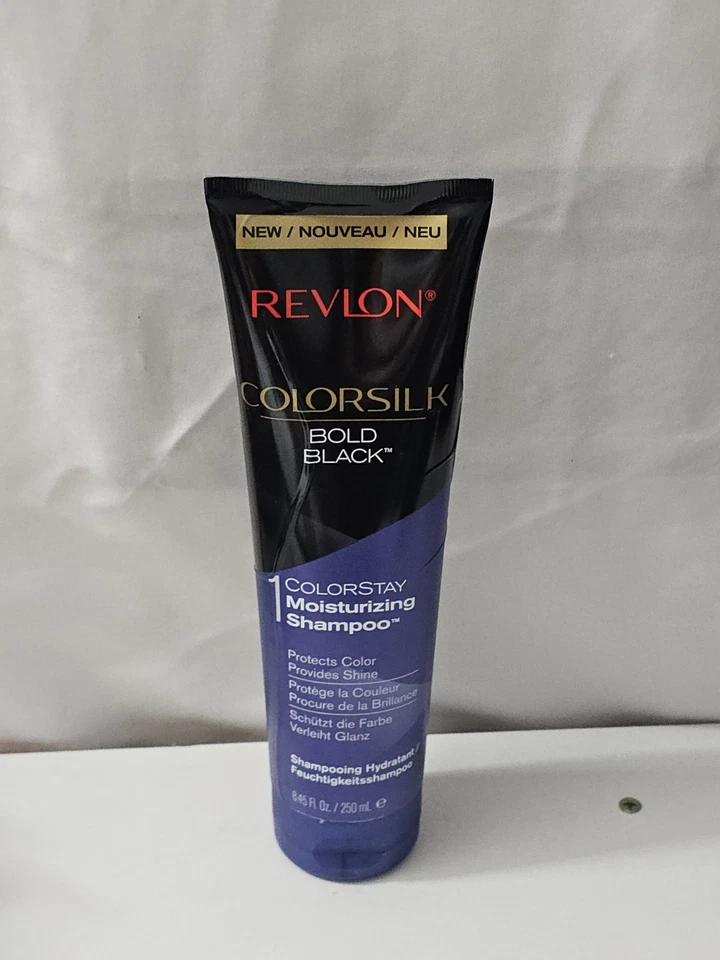 NEW / NOUVEAU / NEU
REVLON®
COLORSILK
BOLD
BLACK™
1 COLORSTAY
Moisturizing
Shampoo™
Protects Color
Provides Shine
Protège la Couleur
Procure de la Brillance
Schützt die Farbe
Verleiht Glanz
Shampooing Hydratant /
Feuchtigkeitsshampoo
8.45 Fl. Oz. / 250 mL ℮